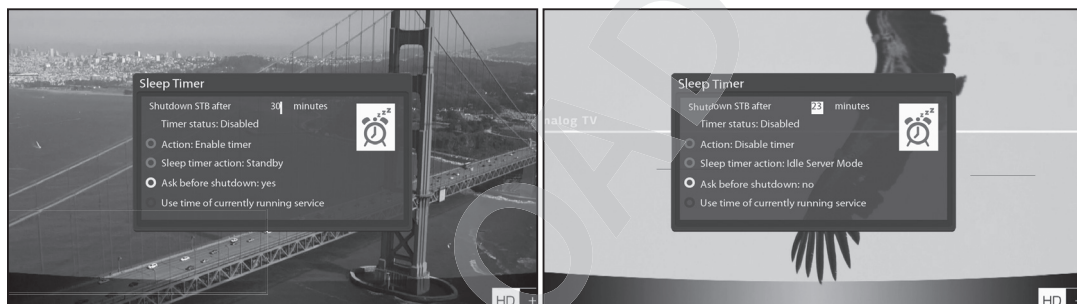 Sleep Timer
Shutdown STB after 30 minutes
Timer status: Disabled
Action: Enable timer
Sleep timer action: Standby
Ask before shutdown: yes
Use time of currently running service
HD +
nalog TV
Sleep Timer
Shutdown STB after 23 minutes
Timer status: Disabled
Action: Disable timer
Sleep timer action: Idle Server Mode
Ask before shutdown: no
Use time of currently running service
HD
OAD